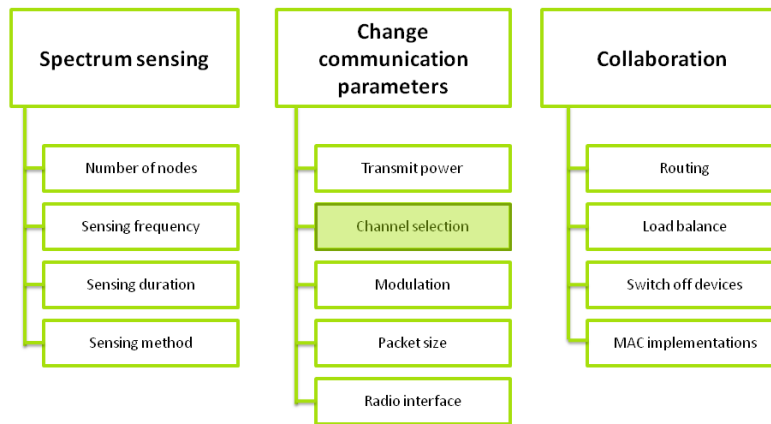 Spectrum sensing
Number of nodes
Sensing frequency
Sensing duration
Sensing method
Change
communication
parameters
Transmit power
Channel selection
Modulation
Packet size
Radio interface
Collaboration
Routing
Load balance
Switch off devices
MAC implementations